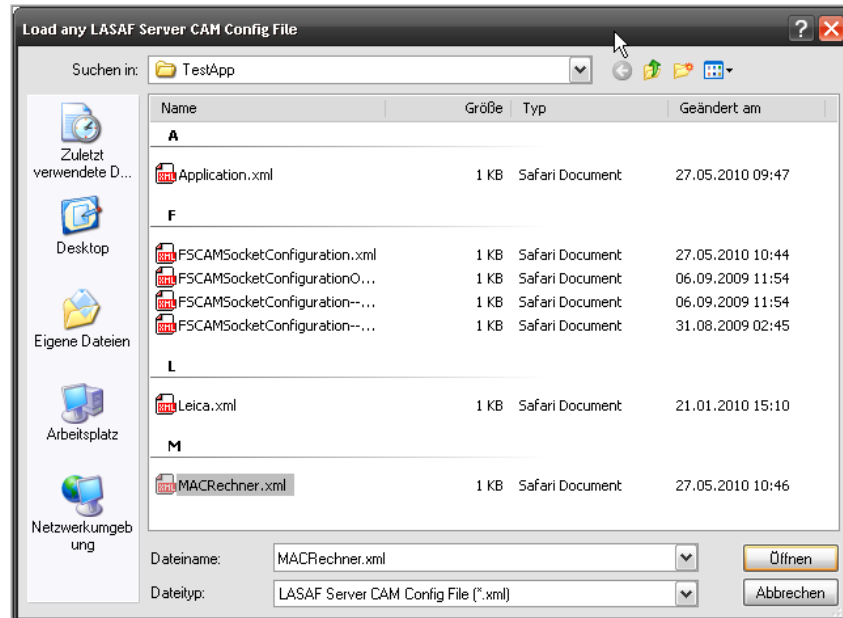 Load any LASAF Server CAM Config File
Suchen in: TestApp
Zuletzt
verwendete D...
Desktop
Eigene Dateien
Arbeitsplatz
Netzwerkumgeb
ung
Name Größe Typ Geändert am
A
Application.xml 1 KB Safari Document 27.05.2010 09:47
F
FSCAMSocketConfiguration.xml 1 KB Safari Document 27.05.2010 10:44
FSCAMSocketConfigurationO... 1 KB Safari Document 06.09.2009 11:54
FSCAMSocketConfiguration--... 1 KB Safari Document 06.09.2009 11:54
FSCAMSocketConfiguration--... 1 KB Safari Document 31.08.2009 02:45
L
Leica.xml 1 KB Safari Document 21.01.2010 15:10
M
MACRechner.xml 1 KB Safari Document 27.05.2010 10:46
Dateiname: MACRechner.xml Öffnen
Dateityp: LASAF Server CAM Config File (*.xml) Abbrechen